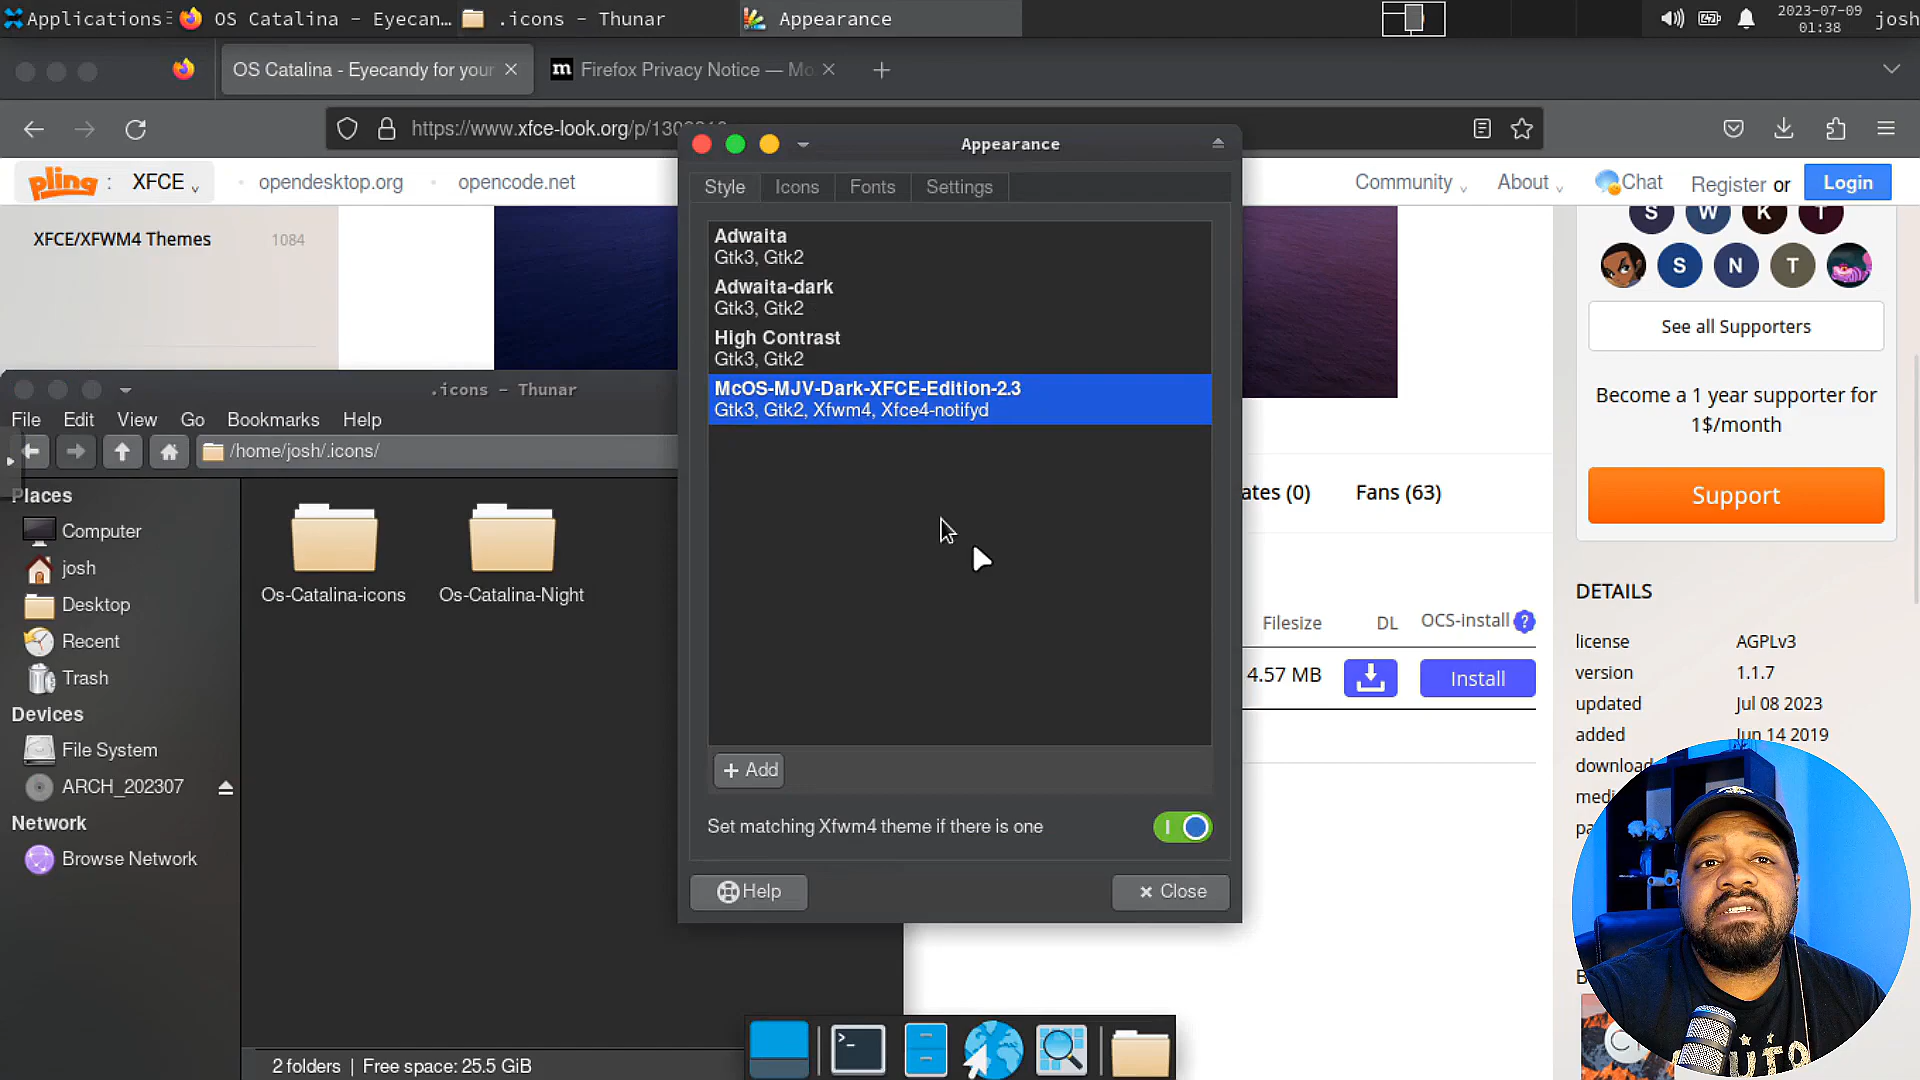 Applications
OS Catalina - Eyecan...
.icons - Thunar
Appearance
2023-07-09
01:38
josh
OS Catalina - Eyecandy for your
Firefox Privacy Notice — Mo
https://www.xfce-look.org/p/130
Appearance
pling : XFCE
opendesktop.org
opencode.net
Community
About
Chat
Register or
Login
XFCE/XFWM4 Themes 1084
Style
Icons
Fonts
Settings
Adwaita
Gtk3, Gtk2
Adwaita-dark
Gtk3, Gtk2
High Contrast
Gtk3, Gtk2
McOS-MJV-Dark-XFCE-Edition-2.3
Gtk3, Gtk2, Xfwm4, Xfce4-notifyd
+ Add
Set matching Xfwm4 theme if there is one
Help
Close
.icons - Thunar
File Edit View Go Bookmarks Help
/home/josh/.icons/
Places
Computer
josh
Desktop
Recent
Trash
Devices
File System
ARCH_202307
Network
Browse Network
Os-Catalina-icons
Os-Catalina-Night
2 folders | Free space: 25.5 GiB
ates (0)
Fans (63)
Filesize
DL
OCS-Install ?
4.57 MB
Install
S W K T
S N T
See all Supporters
Become a 1 year supporter for
1$/month
Support
DETAILS
license AGPLv3
version 1.1.7
updated Jul 08 2023
added Jun 14 2019
download
medi
pa